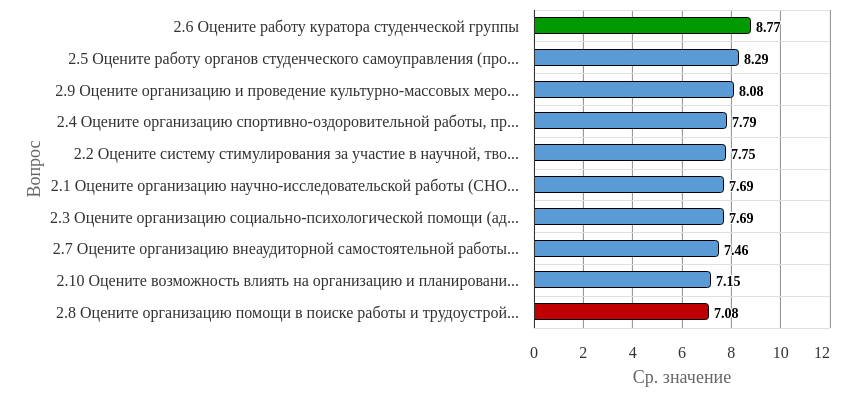 2.6 Оцените работу куратора студенческой группы 8.77
2.5 Оцените работу органов студенческого самоуправления (про... 8.29
2.9 Оцените организацию и проведение культурно-массовых меро... 8.08
2.4 Оцените организацию спортивно-оздоровительной работы, пр... 7.79
2.2 Оцените систему стимулирования за участие в научной, тво... 7.75
2.1 Оцените организацию научно-исследовательской работы (СНО... 7.69
2.3 Оцените организацию социально-психологической помощи (ад... 7.69
2.7 Оцените организацию внеаудиторной самостоятельной работы... 7.46
2.10 Оцените возможность влиять на организацию и планировани... 7.15
2.8 Оцените организацию помощи в поиске работы и трудоустрой... 7.08
Вопрос
0 2 4 6 8 10 12
Ср. значение